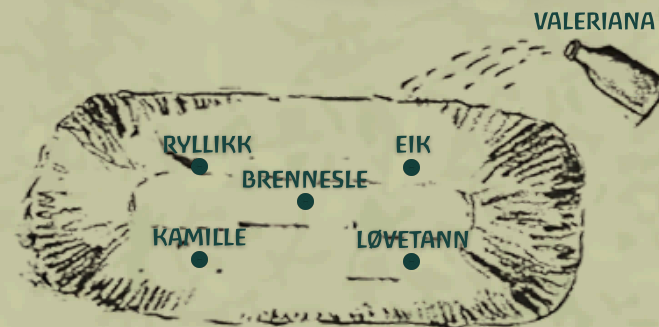 VALERIANA
RYLLIKK
EIK
BRENNESLE
KAMILLE
LØVETANN